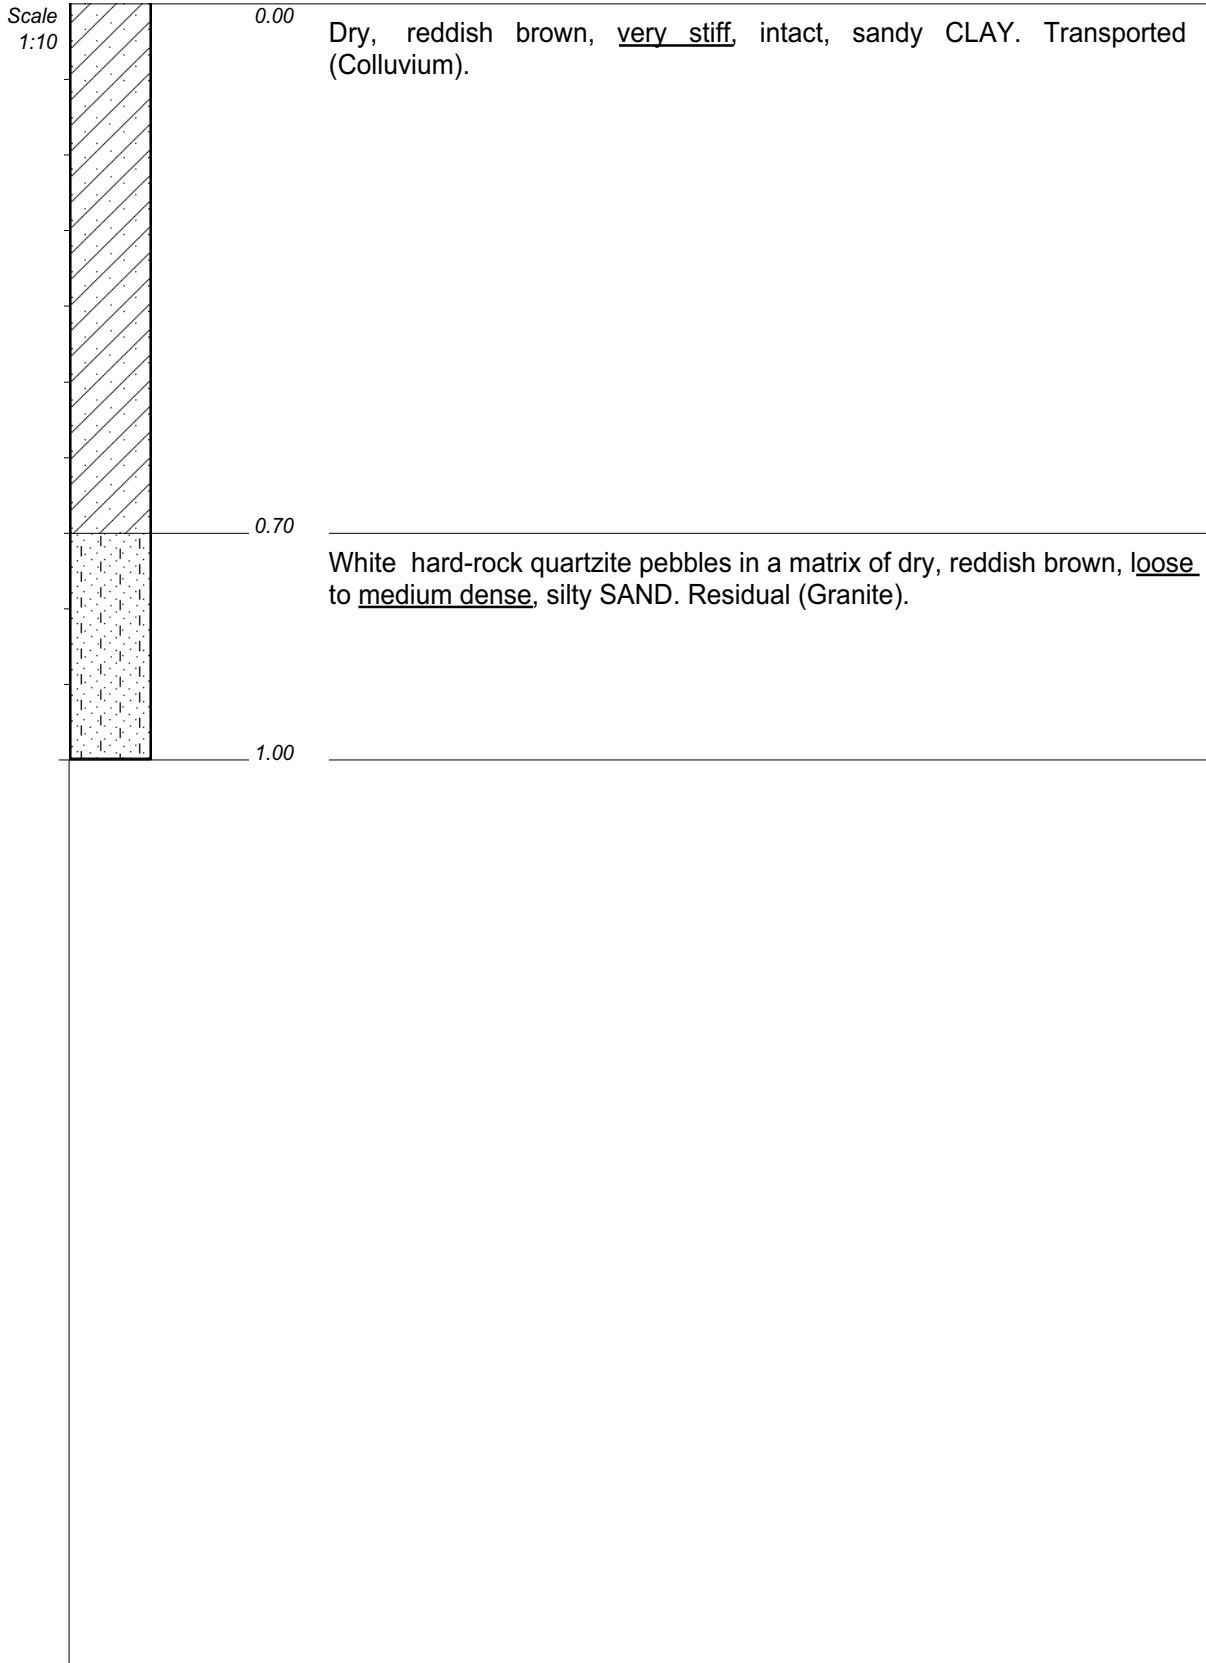 Scale
1:10
0.00
Dry, reddish brown, very stiff, intact, sandy CLAY. Transported
(Colluvium).
0.70
White hard-rock quartzite pebbles in a matrix of dry, reddish brown, loose
to medium dense, silty SAND. Residual (Granite).
1.00